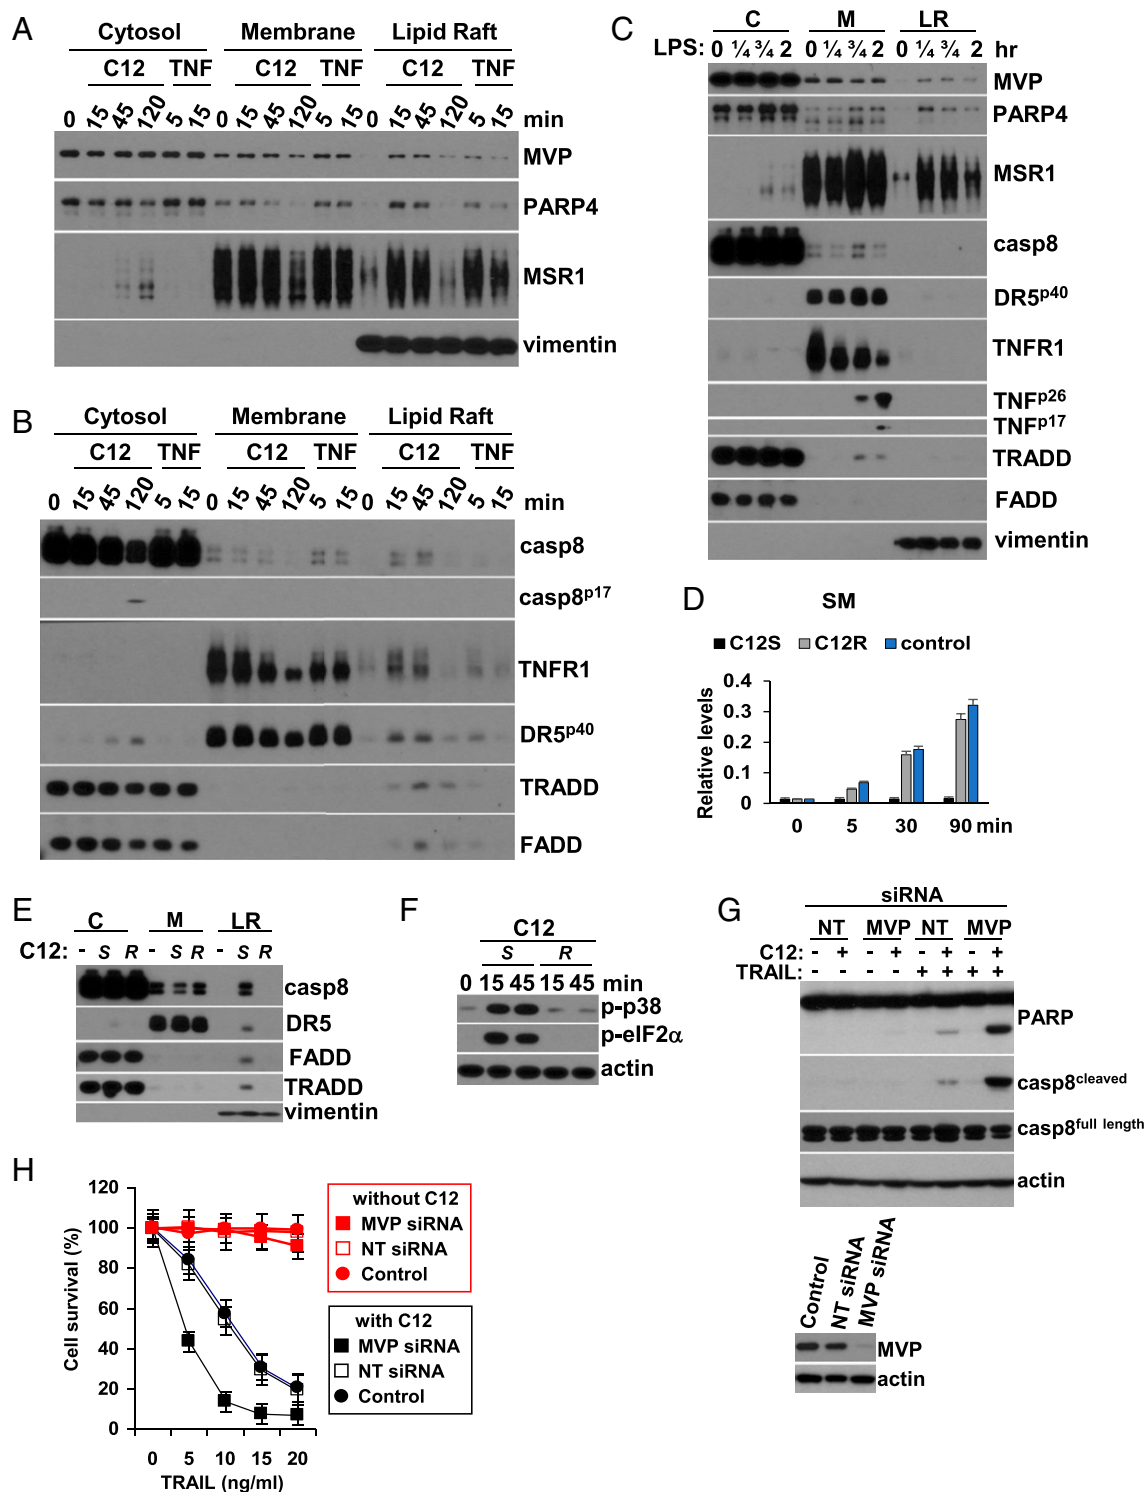 A
Cytosol Membrane Lipid Raft
C12 TNF C12 TNF C12 TNF
0 15 45 120 5 15 0 15 45 120 5 15 0 15 45 120 5 15 min
MVP
PARP4
MSR1
vimentin
B
Cytosol Membrane Lipid Raft
C12 TNF C12 TNF C12 TNF
0 15 45 120 5 15 0 15 45 120 5 15 0 15 45 120 5 15 min
casp8
casp8p17
TNFR1
DR5p40
TRADD
FADD
C
C M LR
LPS: 0 ¼ ¾ 2 0 ¼ ¾ 2 0 ¼ ¾ 2 hr
MVP
PARP4
MSR1
casp8
DR5p40
TNFR1
TNFp26
TNFp17
TRADD
FADD
vimentin
D
SM
C12S C12R control
Relative levels
0.4
0.3
0.2
0.1
0
0 5 30 90 min
E
C M LR
C12: - S R - S R - S R
casp8
DR5
FADD
TRADD
vimentin
F
C12
S R
0 15 45 15 45 min
p-p38
p-eIF2α
actin
G
siRNA
NT MVP NT MVP
C12: - + - + - + - +
TRAIL: - - - - + + + +
PARP
casp8cleaved
casp8full length
actin
Control NT siRNA MVP siRNA
MVP
actin
H
Cell survival (%)
120
100
80
60
40
20
0
0 5 10 15 20
TRAIL (ng/ml)
without C12
MVP siRNA
NT siRNA
Control
with C12
MVP siRNA
NT siRNA
Control